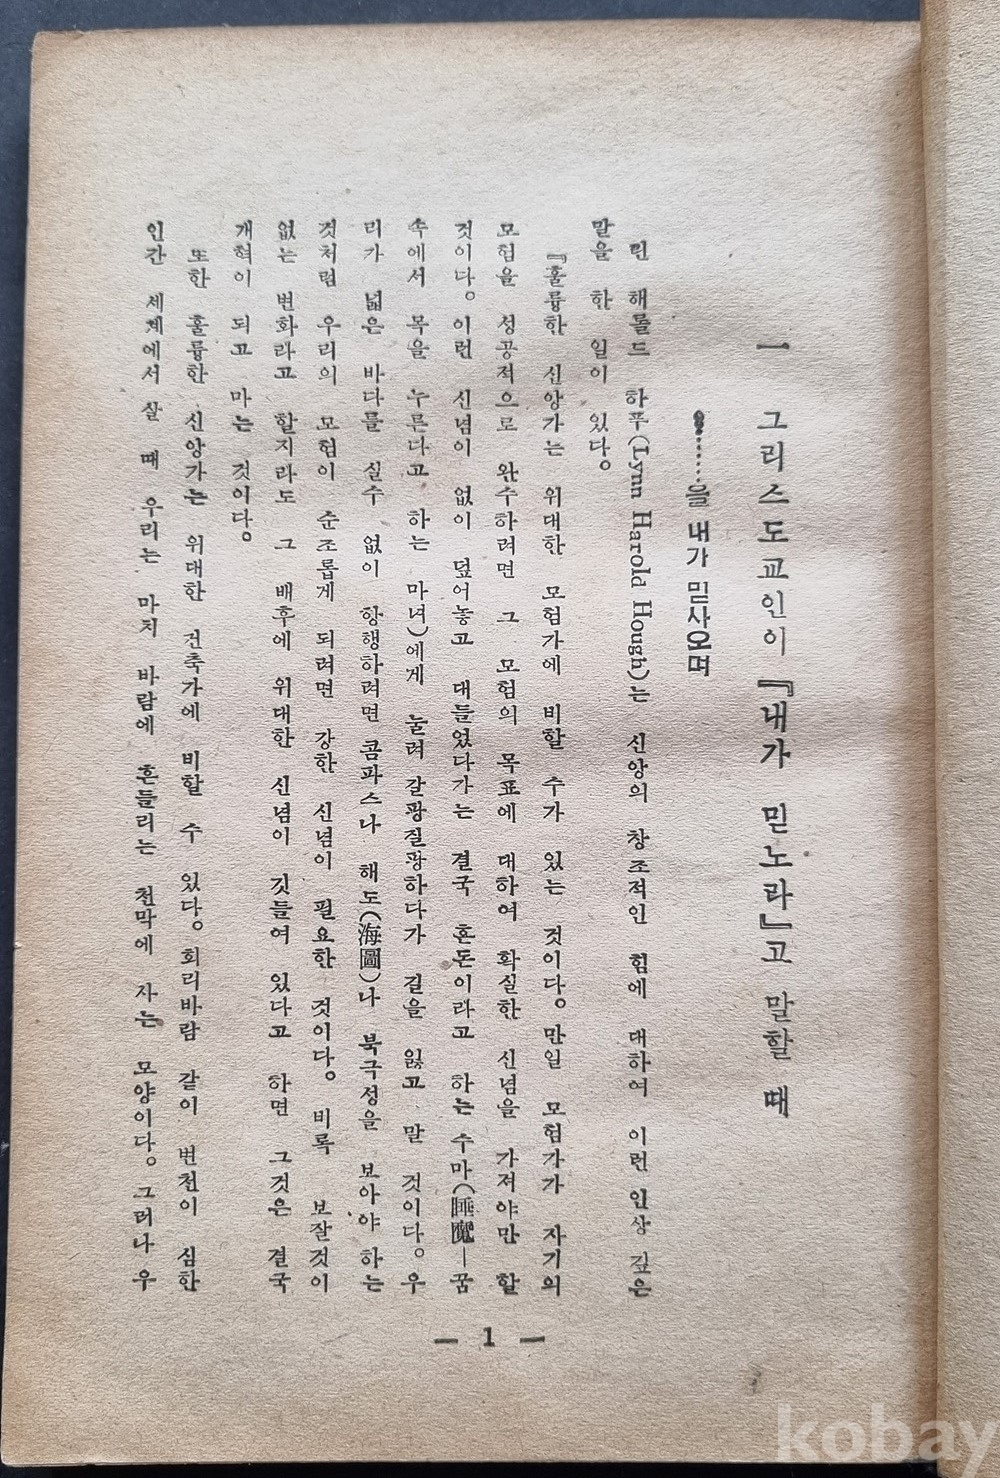 一 그리스도교인이『내가 믿노라』고 말할 때
……을 내가 믿사오며
린 해롤드 하푸(Lynn Harold Hough)는 신앙의 창조적인 힘에 대하여 이런 인상 깊은
말을 한 일이 있다。
『훌륭한 신앙가는 위대한 모험가에 비할 수가 있는 것이다。만일 모험가가 자기의
모험을 성공적으로 완수하려면 그 모험의 목표에 대하여 확실한 신념을 가져야만 할
것이다。이런 신념이 없이 덮어놓고 대들었다가는 결국 혼돈이라고 하는 수마(睡魔—꿈
속에서 목을 누른다고 하는 마녀)에게 눌려 갈광질광하다가 길을 잃고 말 것이다。우
리가 넓은 바다를 실수 없이 항행하려면 콤파스나 해도(海圖)나 북극성을 보아야 하는
것처럼 우리의 모험이 순조롭게 되려면 강한 신념이 필요한 것이다。비록 보잘것이
없는 변화라고 할지라도 그 배후에 위대한 신념이 깃들여 있다고 하면 그것은 결국
개혁이 되고 마는 것이다。
또한 훌륭한 신앙가는 위대한 건축가에 비할 수 있다。회리바람 같이 변천이 심한
인간 세계에서 살 때 우리는 마치 바람에 흔들리는 천막에 자는 모양이다。그러나 우
— 1 —
kobay